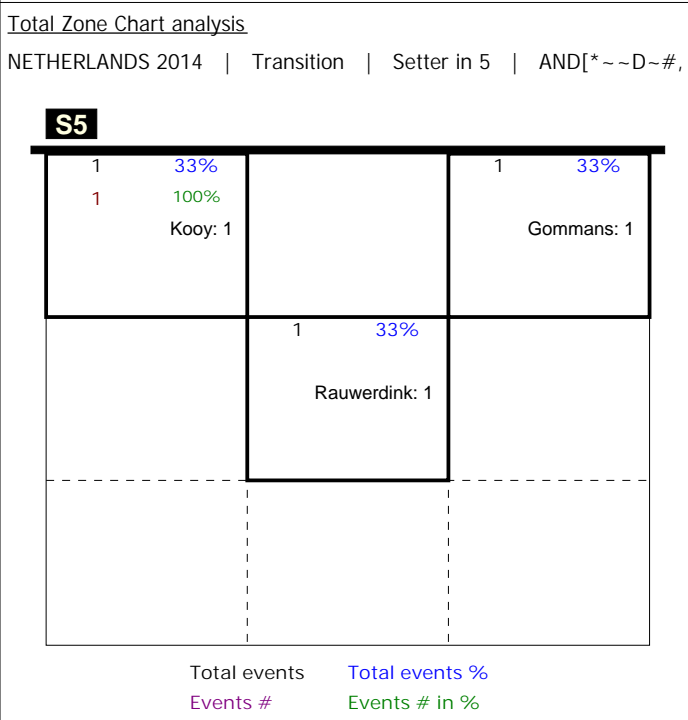 Total Zone Chart analysis
NETHERLANDS 2014 | Transition | Setter in 5 | AND[*~~D~#,
S5
1 33% 1 33%
1 100%
Kooy: 1 Gommans: 1
1 33%
Rauwerdink: 1
Total events Total events %
Events # Events # in %